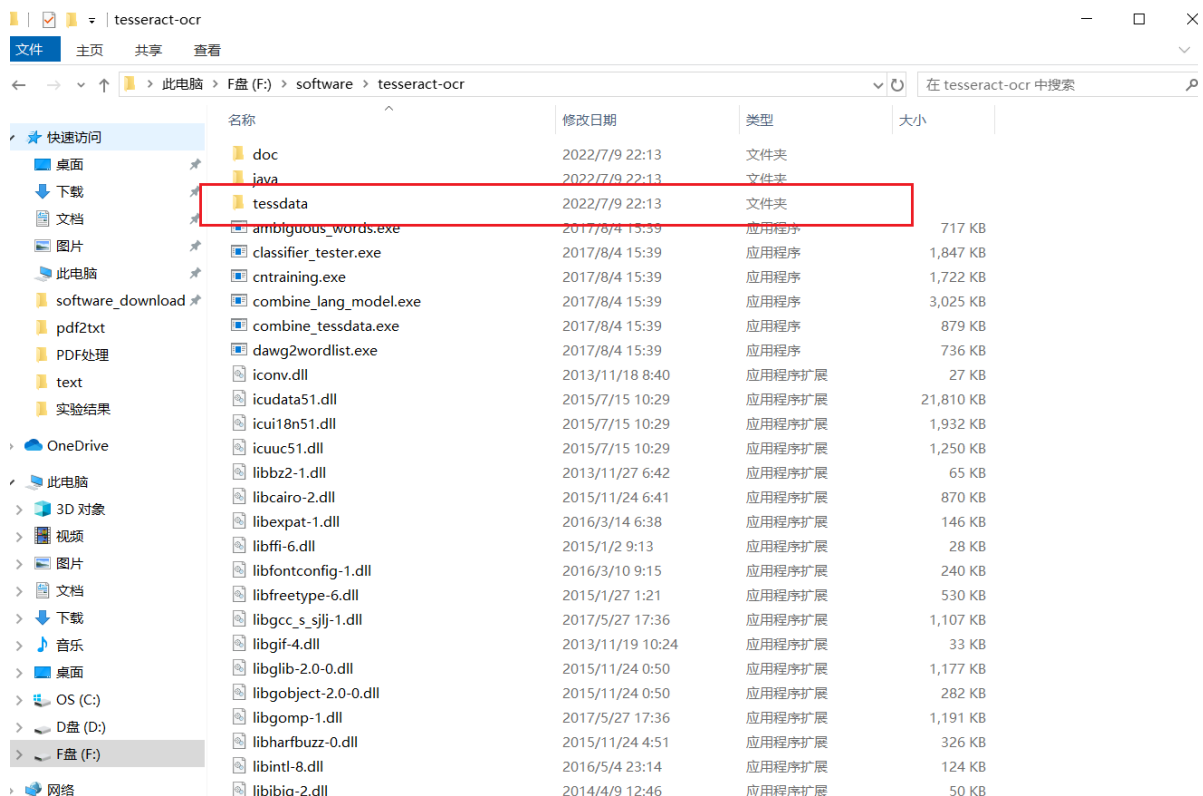 tesseract-ocr
文件 主页 共享 查看
此电脑 F盘 (F:) software tesseract-ocr 在 tesseract-ocr 中搜索
名称 修改日期 类型 大小
快速访问
桌面
下载
文档
图片
此电脑
software_download
pdf2txt
PDF处理
text
实验结果
OneDrive
此电脑
3D 对象
视频
图片
文档
下载
音乐
桌面
OS (C:)
D盘 (D:)
F盘 (F:)
网络
doc 2022/7/9 22:13 文件夹
java 2022/7/9 22:13 文件夹
tessdata 2022/7/9 22:13 文件夹
ambiguous_words.exe 2017/8/4 15:39 应用程序 717 KB
classifier_tester.exe 2017/8/4 15:39 应用程序 1,847 KB
cntraining.exe 2017/8/4 15:39 应用程序 1,722 KB
combine_lang_model.exe 2017/8/4 15:39 应用程序 3,025 KB
combine_tessdata.exe 2017/8/4 15:39 应用程序 879 KB
dawg2wordlist.exe 2017/8/4 15:39 应用程序 736 KB
iconv.dll 2013/11/18 8:40 应用程序扩展 27 KB
icudata51.dll 2015/7/15 10:29 应用程序扩展 21,810 KB
icui18n51.dll 2015/7/15 10:29 应用程序扩展 1,932 KB
icuuc51.dll 2015/7/15 10:29 应用程序扩展 1,250 KB
libbz2-1.dll 2013/11/27 6:42 应用程序扩展 65 KB
libcairo-2.dll 2015/11/24 6:41 应用程序扩展 870 KB
libexpat-1.dll 2016/3/14 6:38 应用程序扩展 146 KB
libffi-6.dll 2015/1/2 9:13 应用程序扩展 28 KB
libfontconfig-1.dll 2016/3/10 9:15 应用程序扩展 240 KB
libfreetype-6.dll 2015/1/27 1:21 应用程序扩展 530 KB
libgcc_s_sjlj-1.dll 2017/5/27 17:36 应用程序扩展 1,107 KB
libgif-4.dll 2013/11/19 10:24 应用程序扩展 33 KB
libglib-2.0-0.dll 2015/11/24 0:50 应用程序扩展 1,177 KB
libgobject-2.0-0.dll 2015/11/24 0:50 应用程序扩展 282 KB
libgomp-1.dll 2017/5/27 17:36 应用程序扩展 1,191 KB
libharfbuzz-0.dll 2015/11/24 4:51 应用程序扩展 326 KB
libintl-8.dll 2016/5/4 23:14 应用程序扩展 124 KB
libjbig-2.dll 2014/4/9 12:46 应用程序扩展 50 KB